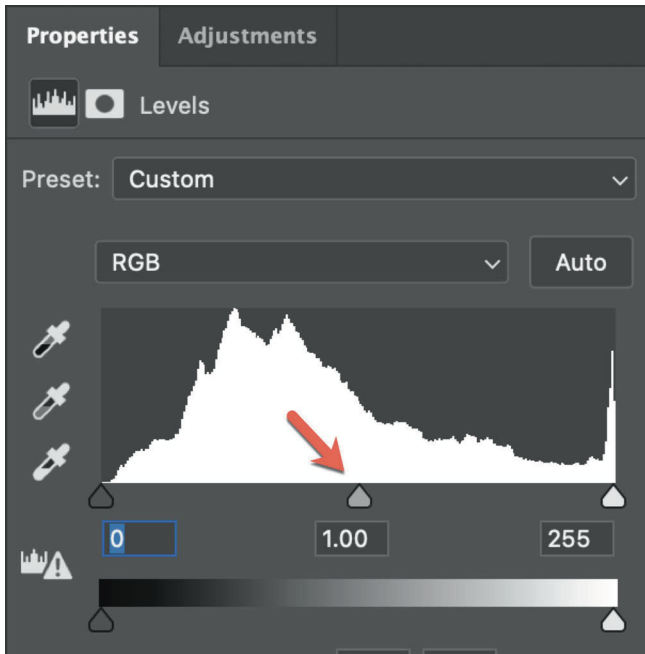 Properties Adjustments
Levels
Preset: Custom
RGB Auto
0 1.00 255